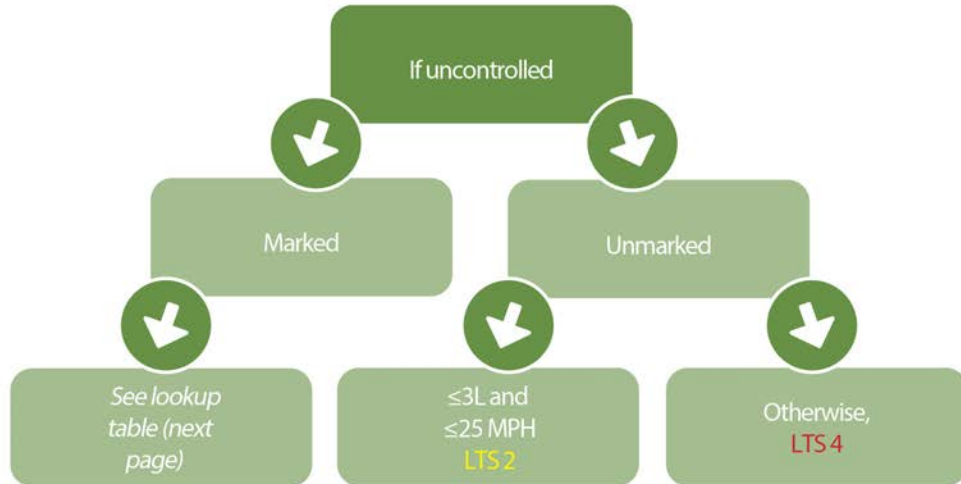 If uncontrolled
Marked
Unmarked
See lookup
table (next
page)
≤3L and
≤25 MPH
LTS 2
Otherwise,
LTS 4